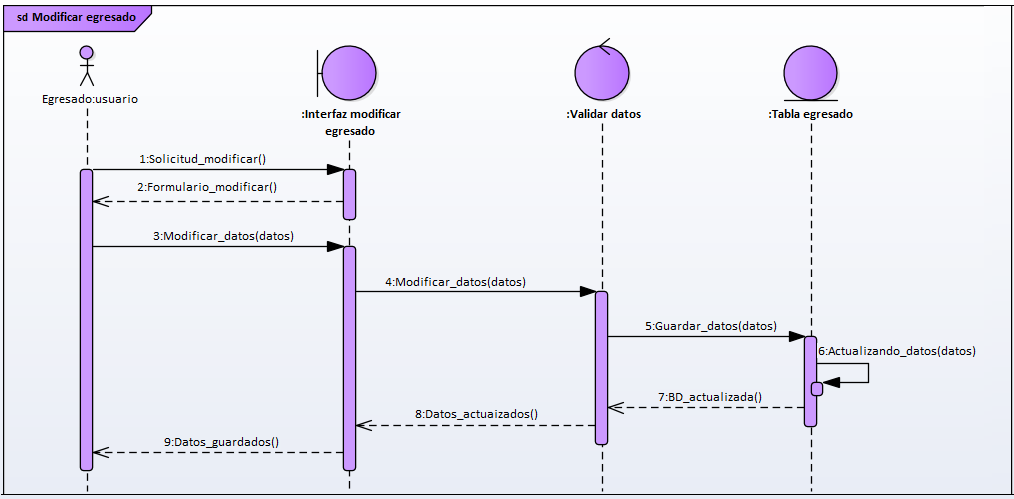 sd Modificar egresado
Egresado:usuario
:Interfaz modificar
egresado
:Validar datos
:Tabla egresado
1:Solicitud_modificar()
2:Formulario_modificar()
3:Modificar_datos(datos)
4:Modificar_datos(datos)
5:Guardar_datos(datos)
6:Actualizando_datos(datos)
7:BD_actualizada()
8:Datos_actuaizados()
9:Datos_guardados()